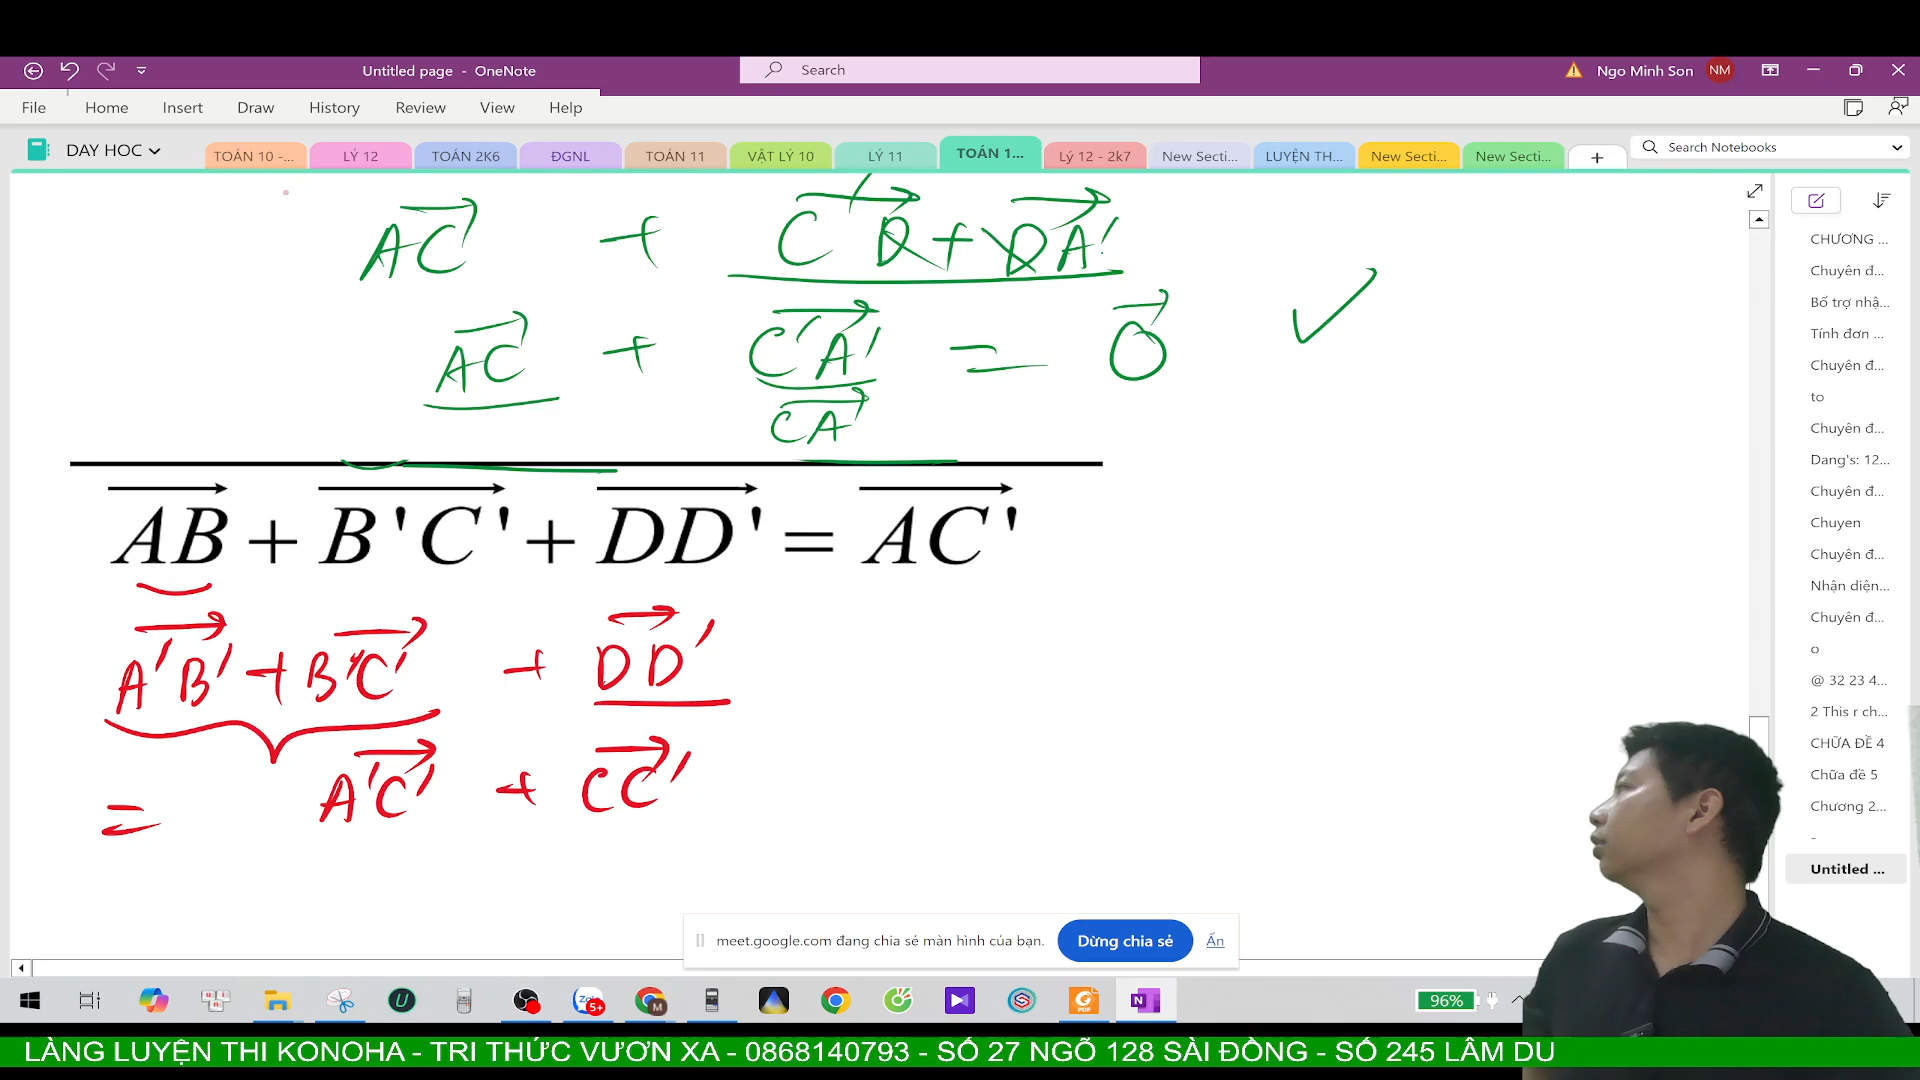 Untitled page - OneNote
Search
Ngo Minh Son
NM
File Home Insert Draw History Review View Help
DAY HOC
TOÁN 10 -...
LÝ 12
TOÁN 2K6
ĐGNL
TOÁN 11
VẬT LÝ 10
LÝ 11
TOÁN 1...
Lý 12 - 2k7
New Secti...
LUYỆN TH...
New Secti...
New Secti...
+
Search Notebooks
AC + CD + DA'
AC + C'A' = 0 ✓
CA
AB + B'C' + DD' = AC'
A'B' + B'C' + DD'
= A'C' + CC'
CHƯƠNG ...
Chuyên đ...
Bổ trợ nhậ...
Tính đơn ...
Chuyên đ...
to
Chuyên đ...
Dang's: 12...
Chuyên đ...
Chuyen
Chuyên đ...
Nhận diện...
Chuyên đ...
o
@ 32 23 4...
2 This r ch...
CHỮA ĐỀ 4
Chữa đề 5
Chương 2...
-
Untitled ...
meet.google.com đang chia sẻ màn hình của bạn.
Dừng chia sẻ
Ẩn
96%
LÀNG LUYỆN THI KONOHA - TRI THỨC VƯƠN XA - 0868140793 - SỐ 27 NGÕ 128 SÀI ĐỒNG - SỐ 245 LÂM DU